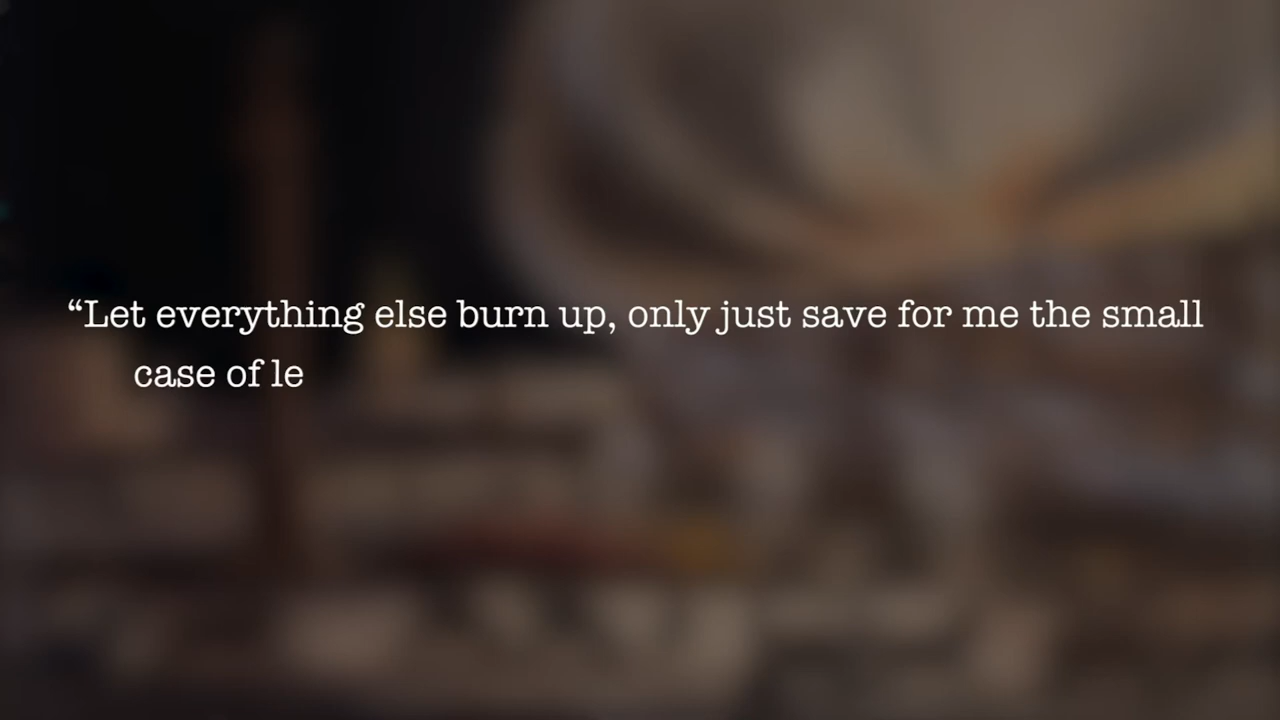 “Let everything else burn up, only just save for me the small
case of le